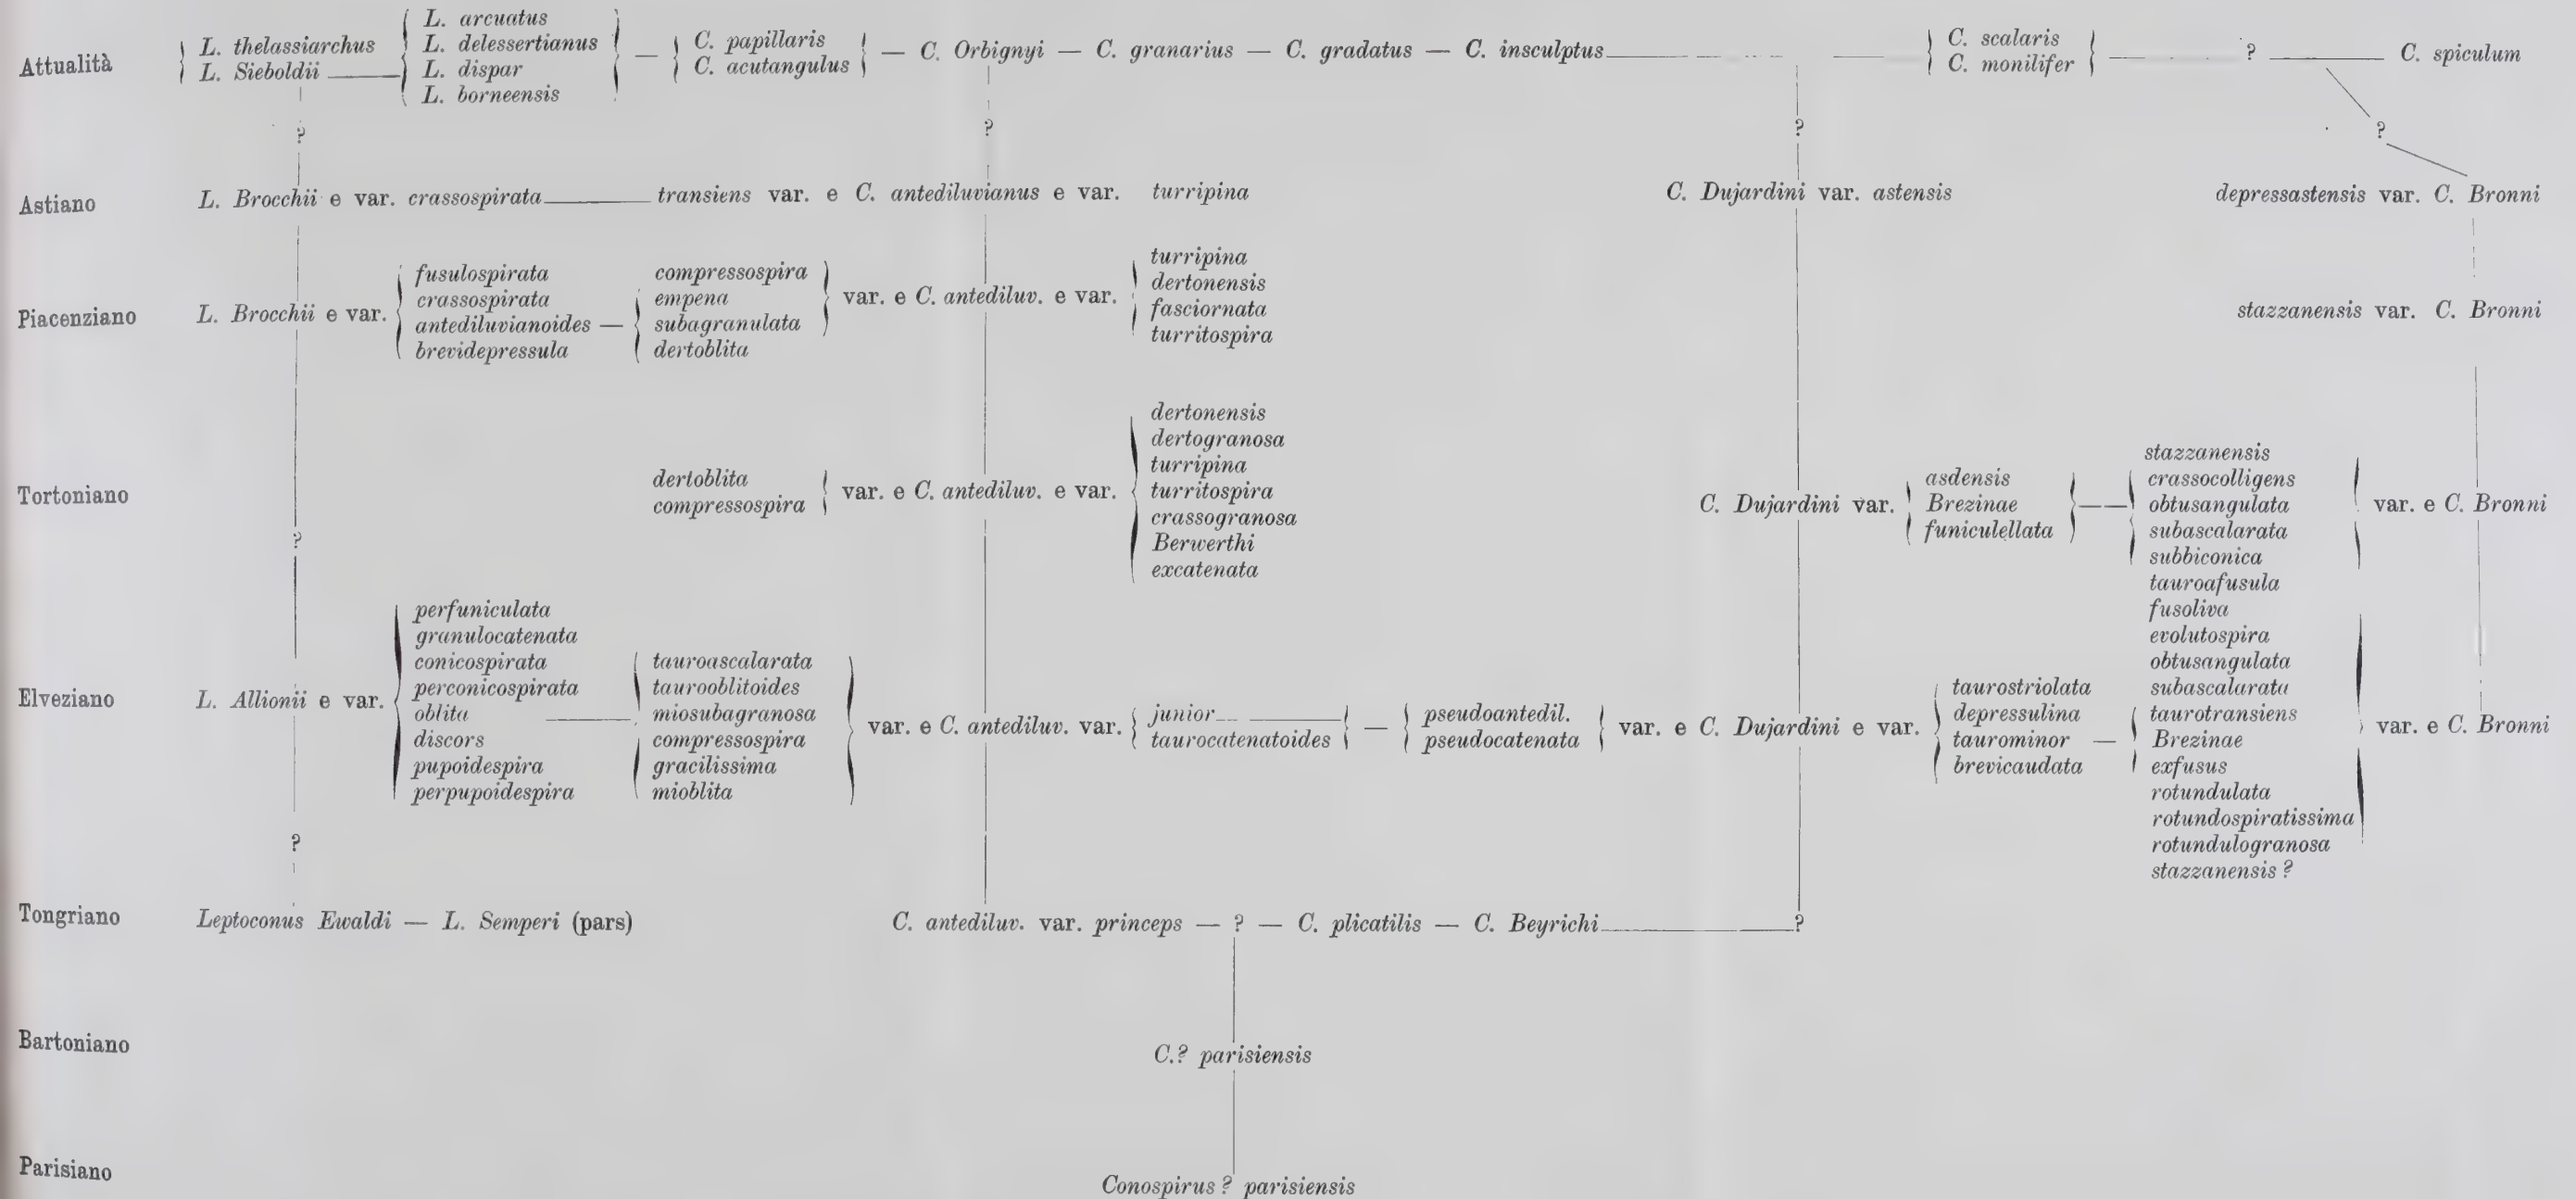 Attualità
L. thelassiarchus
L. Sieboldii
L. arcuatus
L. delessertianus
L. dispar
L. borneensis
—
C. papillaris
C. acutangulus
— C. Orbignyi — C. granarius — C. gradatus — C. insculptus
C. scalaris
C. monilifer
?
C. spiculum
? ? ? ?
Astiano
L. Brocchii e var. crassospirata
transiens var. e C. antediluvianus e var. turripina
C. Dujardini var. astensis
depressastensis var. C. Bronni
Piacenziano
L. Brocchii e var.
fusulospirata
crassospirata
antediluvianoides —
brevidepressula
compressospira
empena
subagranulata
dertoblita
var. e C. antediluv. e var.
turripina
dertonensis
fasciornata
turritospira
stazzanensis var. C. Bronni
Tortoniano
?
dertoblita
compressospira
var. e C. antediluv. e var.
dertonensis
dertogranosa
turripina
turritospira
crassogranosa
Berwerthi
excatenata
C. Dujardini var.
asdensis
Brezinae
funiculellata
——
stazzanensis
crassocolligens
obtusangulata
subascalarata
subbiconica
var. e C. Bronni
Elveziano
L. Allionii e var.
perfuniculata
granulocatenata
conicospirata
perconicospirata
oblita
discors
pupoidespira
perpupoidespira
tauroascalarata
taurooblitoides
miosubagranosa
compressospira
gracilissima
mioblita
var. e C. antediluv. var.
junior
taurocatenatoides
—
pseudoantedil.
pseudocatenata
var. e C. Dujardini e var.
taurostriolata
depressulina
taurominor —
brevicaudata
tauroafusula
fusoliva
evolutospira
obtusangulata
subascalarata
taurotransiens
Brezinae
exfusus
rotundulata
rotundospiratissima
rotundulogranosa
stazzanensis ?
var. e C. Bronni
?
Tongriano
Leptoconus Ewaldi — L. Semperi (pars)
C. antediluv. var. princeps — ? — C. plicatilis — C. Beyrichi
?
Bartoniano
C.? parisiensis
Parisiano
Conospirus ? parisiensis